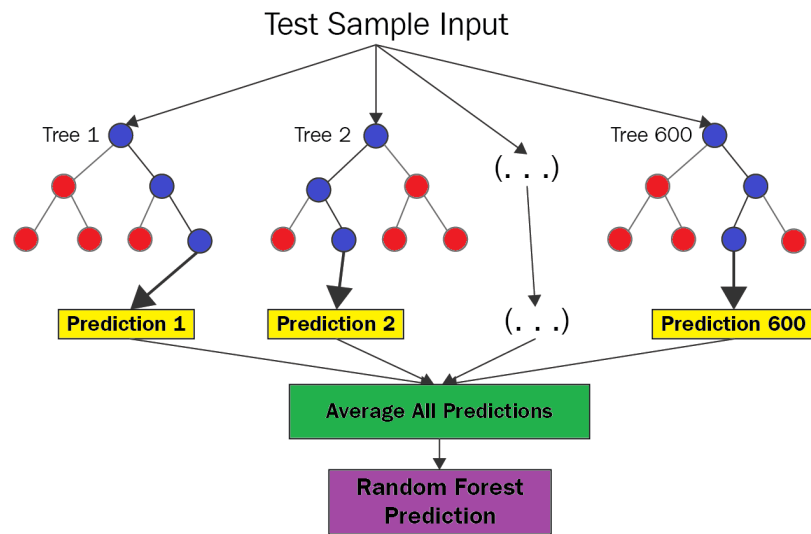 Test Sample Input
Tree 1
Tree 2
(. . .)
Tree 600
Prediction 1
Prediction 2
(. . .)
Prediction 600
Average All Predictions
Random Forest
Prediction